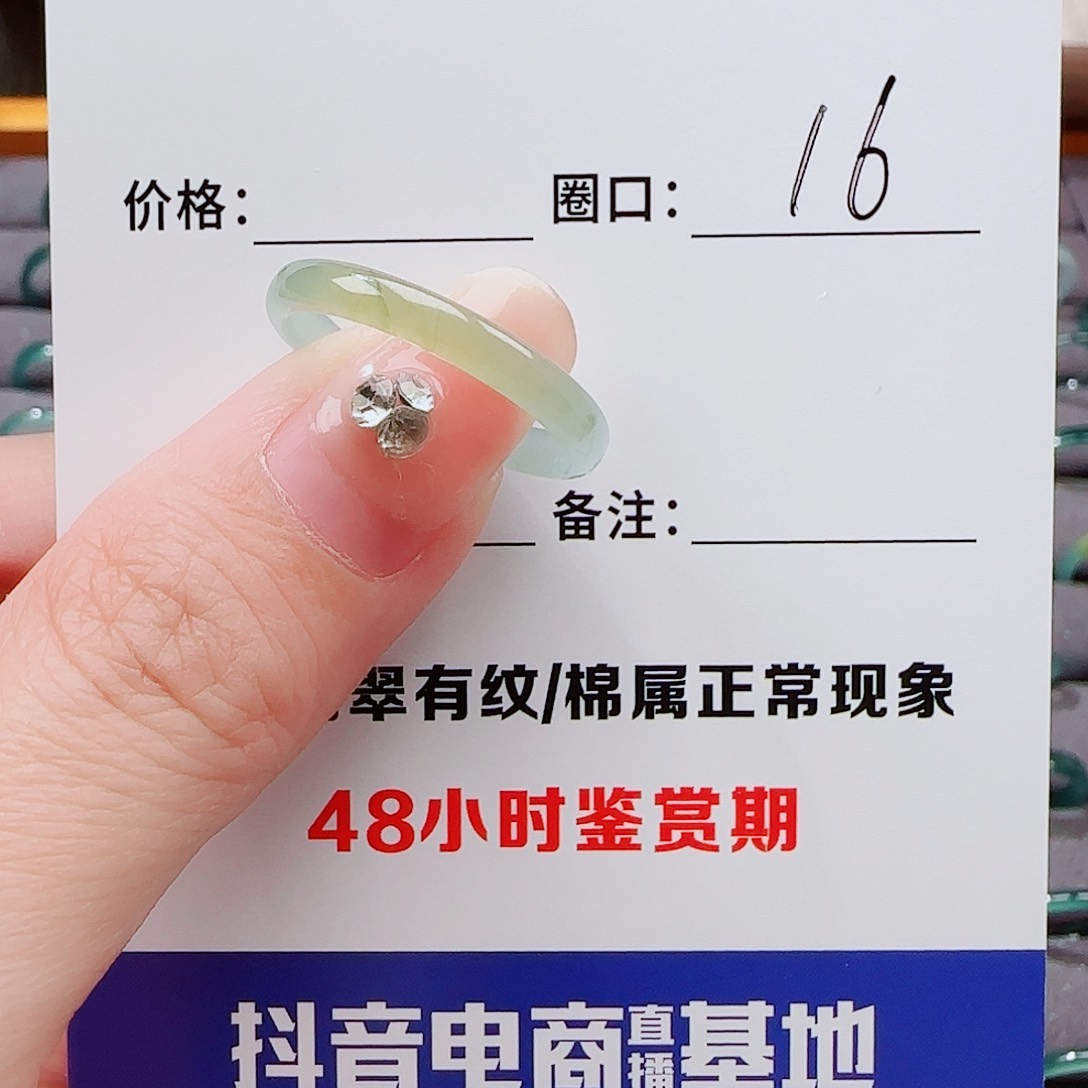 价格： 圈口：16
备注：
翠有纹/棉属正常现象
48小时鉴赏期
抖音电商直播基地